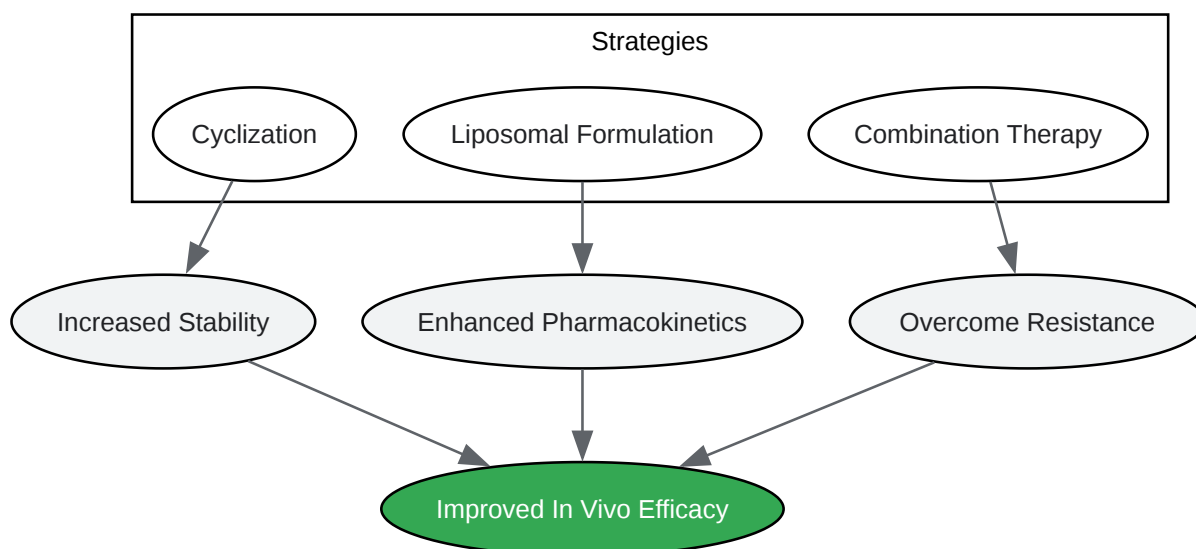 Strategies
Cyclization
Liposomal Formulation
Combination Therapy
Increased Stability
Enhanced Pharmacokinetics
Overcome Resistance
Improved In Vivo Efficacy